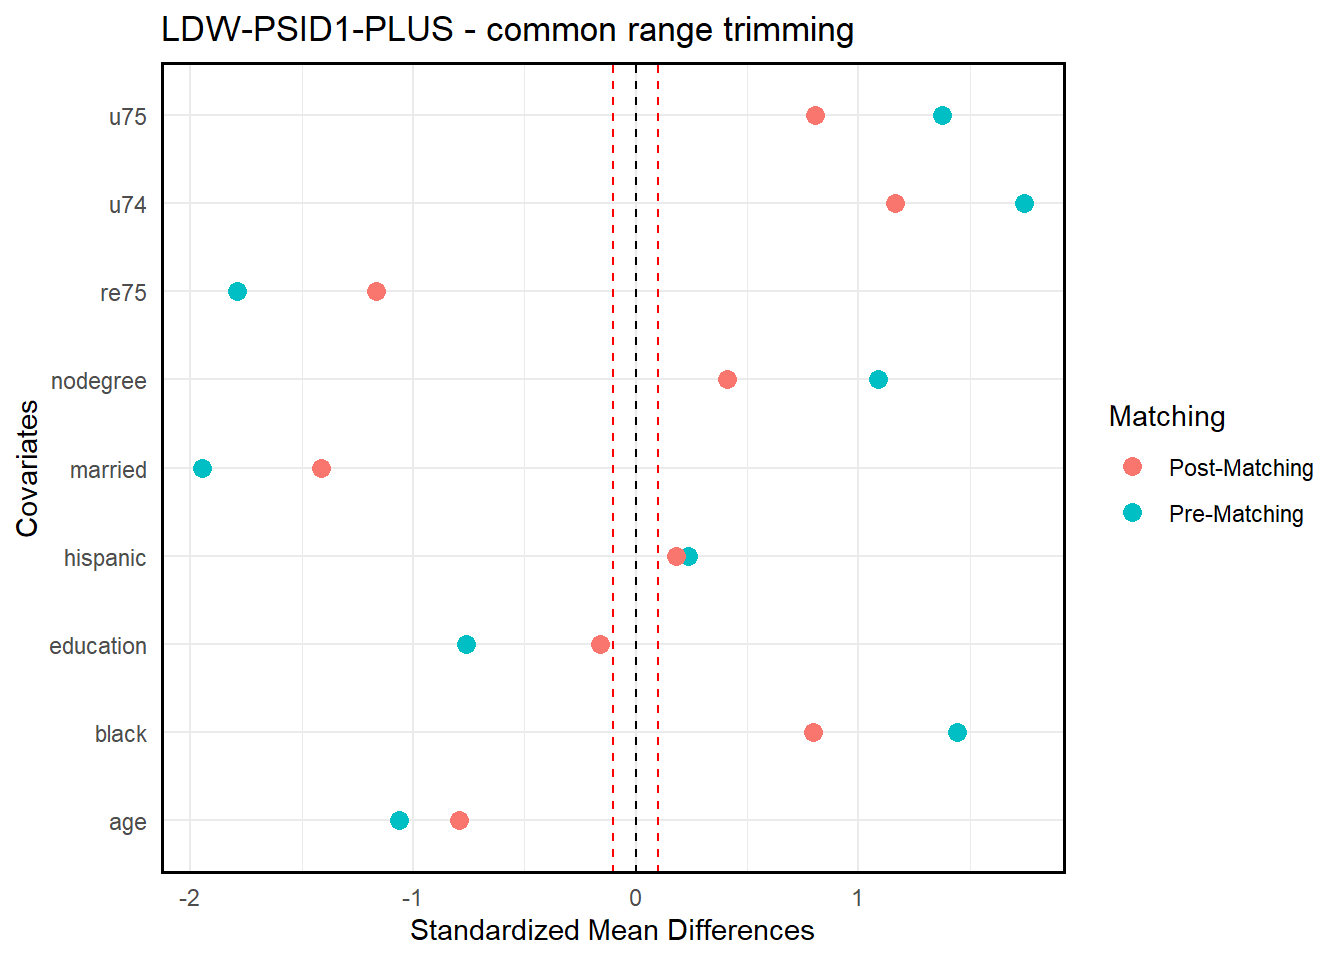 LDW-PSID1-PLUS - common range trimming
u75
u74
re75
nodegree
married
hispanic
education
black
age
Covariates
-2
-1
0
1
Standardized Mean Differences
Matching
Post-Matching
Pre-Matching